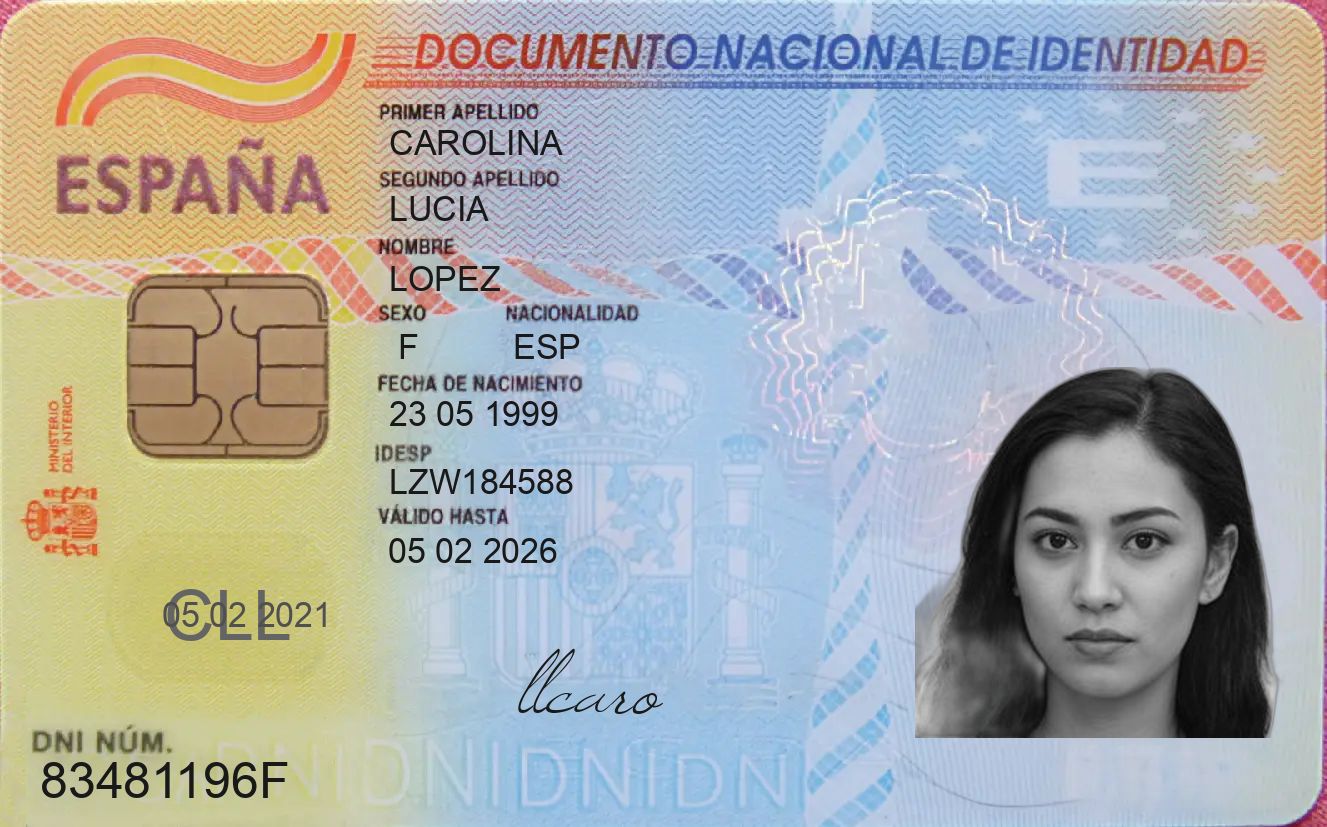 DOCUMENTO NACIONAL DE IDENTIDAD
ESPAÑA
PRIMER APELLIDO
CAROLINA
SEGUNDO APELLIDO
LUCIA
NOMBRE
LOPEZ
SEXO NACIONALIDAD
F ESP
FECHA DE NACIMIENTO
23 05 1999
IDESP
LZW184588
VÁLIDO HASTA
05 02 2026
MINISTERIO
DEL INTERIOR
E
CLL
05 02 2021
llcaro
DNI NÚM.
83481196F
DNIDNIDNIDNI